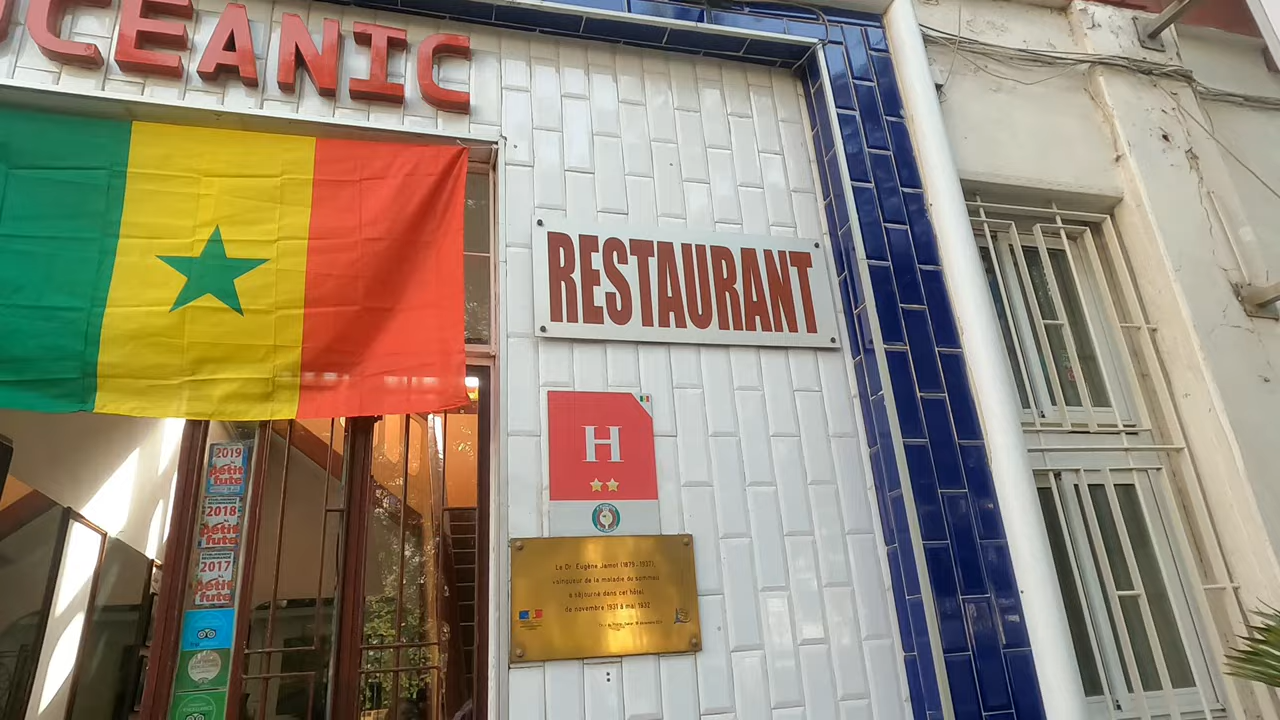 OCEANIC
RESTAURANT
H
2019
petit
futé
2018
petit
futé
2017
petit
Le Dr. Eugène Jamot (1879-1937),
vainqueur de la maladie du sommeil
a séjourné dans cet hôtel
de novembre 1931 à mai 1932